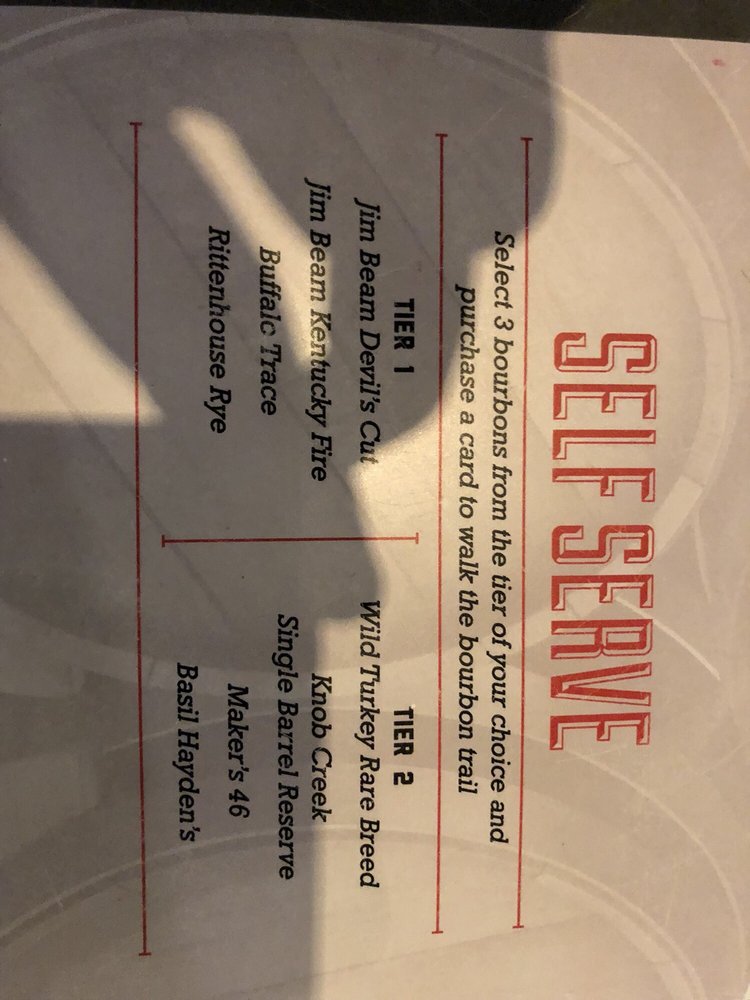 SELF SERVE
Select 3 bourbons from the tier of your choice and
purchase a card to walk the bourbon trail
TIER 1
Jim Beam Devil's Cut
Jim Beam Kentucky Fire
Buffalo Trace
Rittenhouse Rye
TIER 2
Wild Turkey Rare Breed
Knob Creek
Single Barrel Reserve
Maker's 46
Basil Hayden's